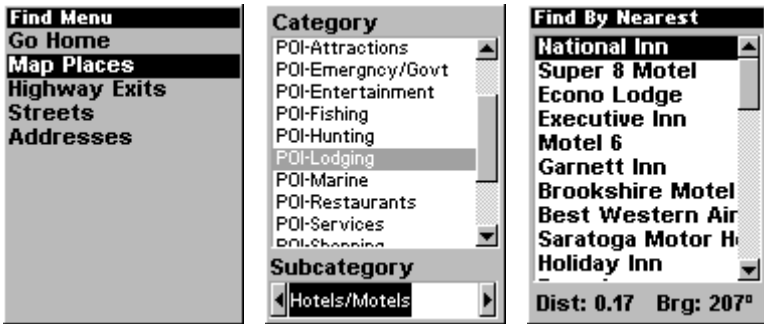 Find Menu
Go Home
Map Places
Highway Exits
Streets
Addresses
Category
POI-Attractions
POI-Emergncy/Govt
POI-Entertainment
POI-Fishing
POI-Hunting
POI-Lodging
POI-Marine
POI-Restaurants
POI-Services
POI-Shopping
Subcategory
Hotels/Motels
Find By Nearest
National Inn
Super 8 Motel
Econo Lodge
Executive Inn
Motel 6
Garnett Inn
Brookshire Motel
Best Western Air
Saratoga Motor H
Holiday Inn
Dist: 0.17 Brg: 207º